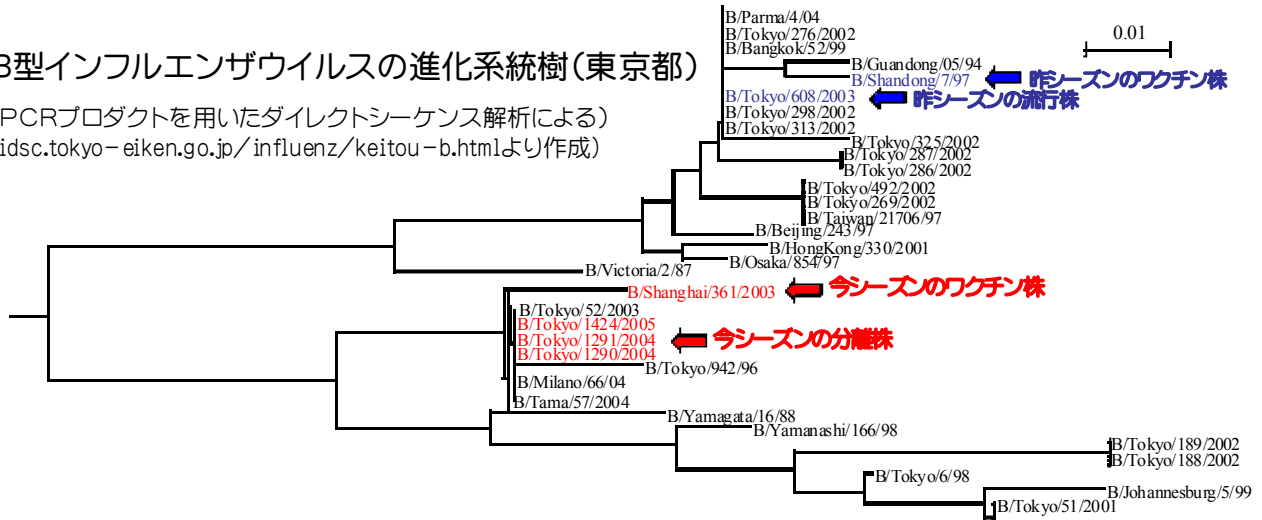 B型インフルエンザウイルスの進化系統樹(東京都)
PCRプロダクトを用いたダイレクトシーケンス解析による)
idsc.tokyo-eiken.go.jp/influenz/keitou-b.htmlより作成)
0.01
B/Parma/4/04
B/Tokyo/276/2002
B/Bangkok/52/99
B/Guandong/05/94
B/Shandong/7/97
昨シーズンのワクチン株
B/Tokyo/608/2003
昨シーズンの流行株
B/Tokyo/298/2002
B/Tokyo/313/2002
B/Tokyo/325/2002
B/Tokyo/287/2002
B/Tokyo/286/2002
B/Tokyo/492/2002
B/Tokyo/269/2002
B/Taiwan/21706/97
B/Beijing/243/97
B/HongKong/330/2001
B/Osaka/854/97
B/Victoria/2/87
B/Shanghai/361/2003
今シーズンのワクチン株
B/Tokyo/52/2003
B/Tokyo/1424/2005
B/Tokyo/1291/2004
今シーズンの分離株
B/Tokyo/1290/2004
B/Tokyo/942/96
B/Milano/66/04
B/Tama/57/2004
B/Yamagata/16/88
B/Yamanashi/166/98
B/Tokyo/189/2002
B/Tokyo/188/2002
B/Tokyo/6/98
B/Johannesburg/5/99
B/Tokyo/51/2001